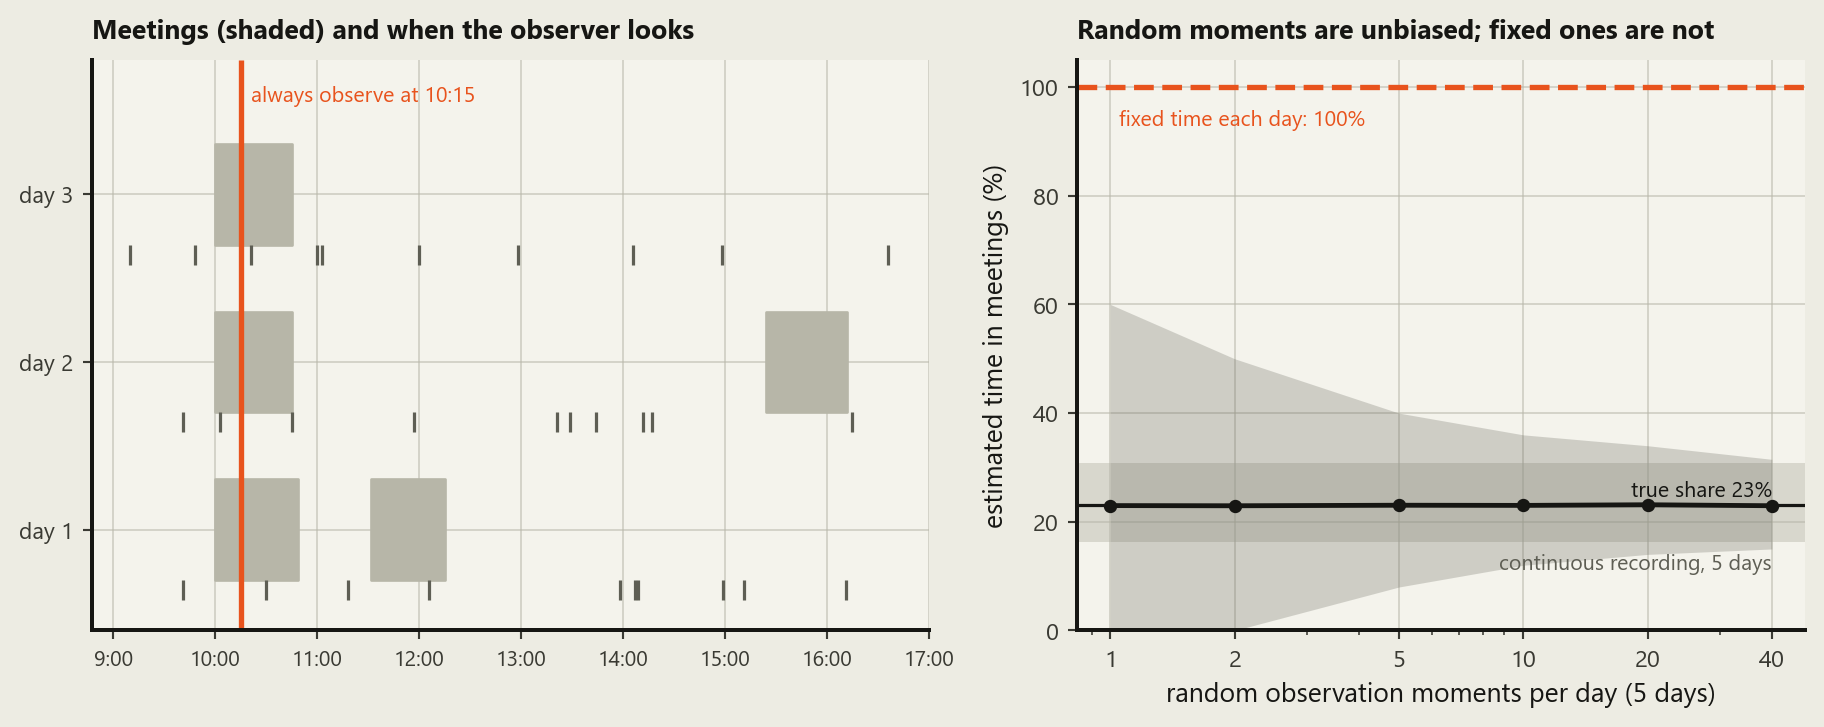 Meetings (shaded) and when the observer looks
always observe at 10:15
day 3
day 2
day 1
9:00
10:00
11:00
12:00
13:00
14:00
15:00
16:00
17:00
Random moments are unbiased; fixed ones are not
estimated time in meetings (%)
100
80
60
40
20
0
fixed time each day: 100%
true share 23%
continuous recording, 5 days
1
2
5
10
20
40
random observation moments per day (5 days)